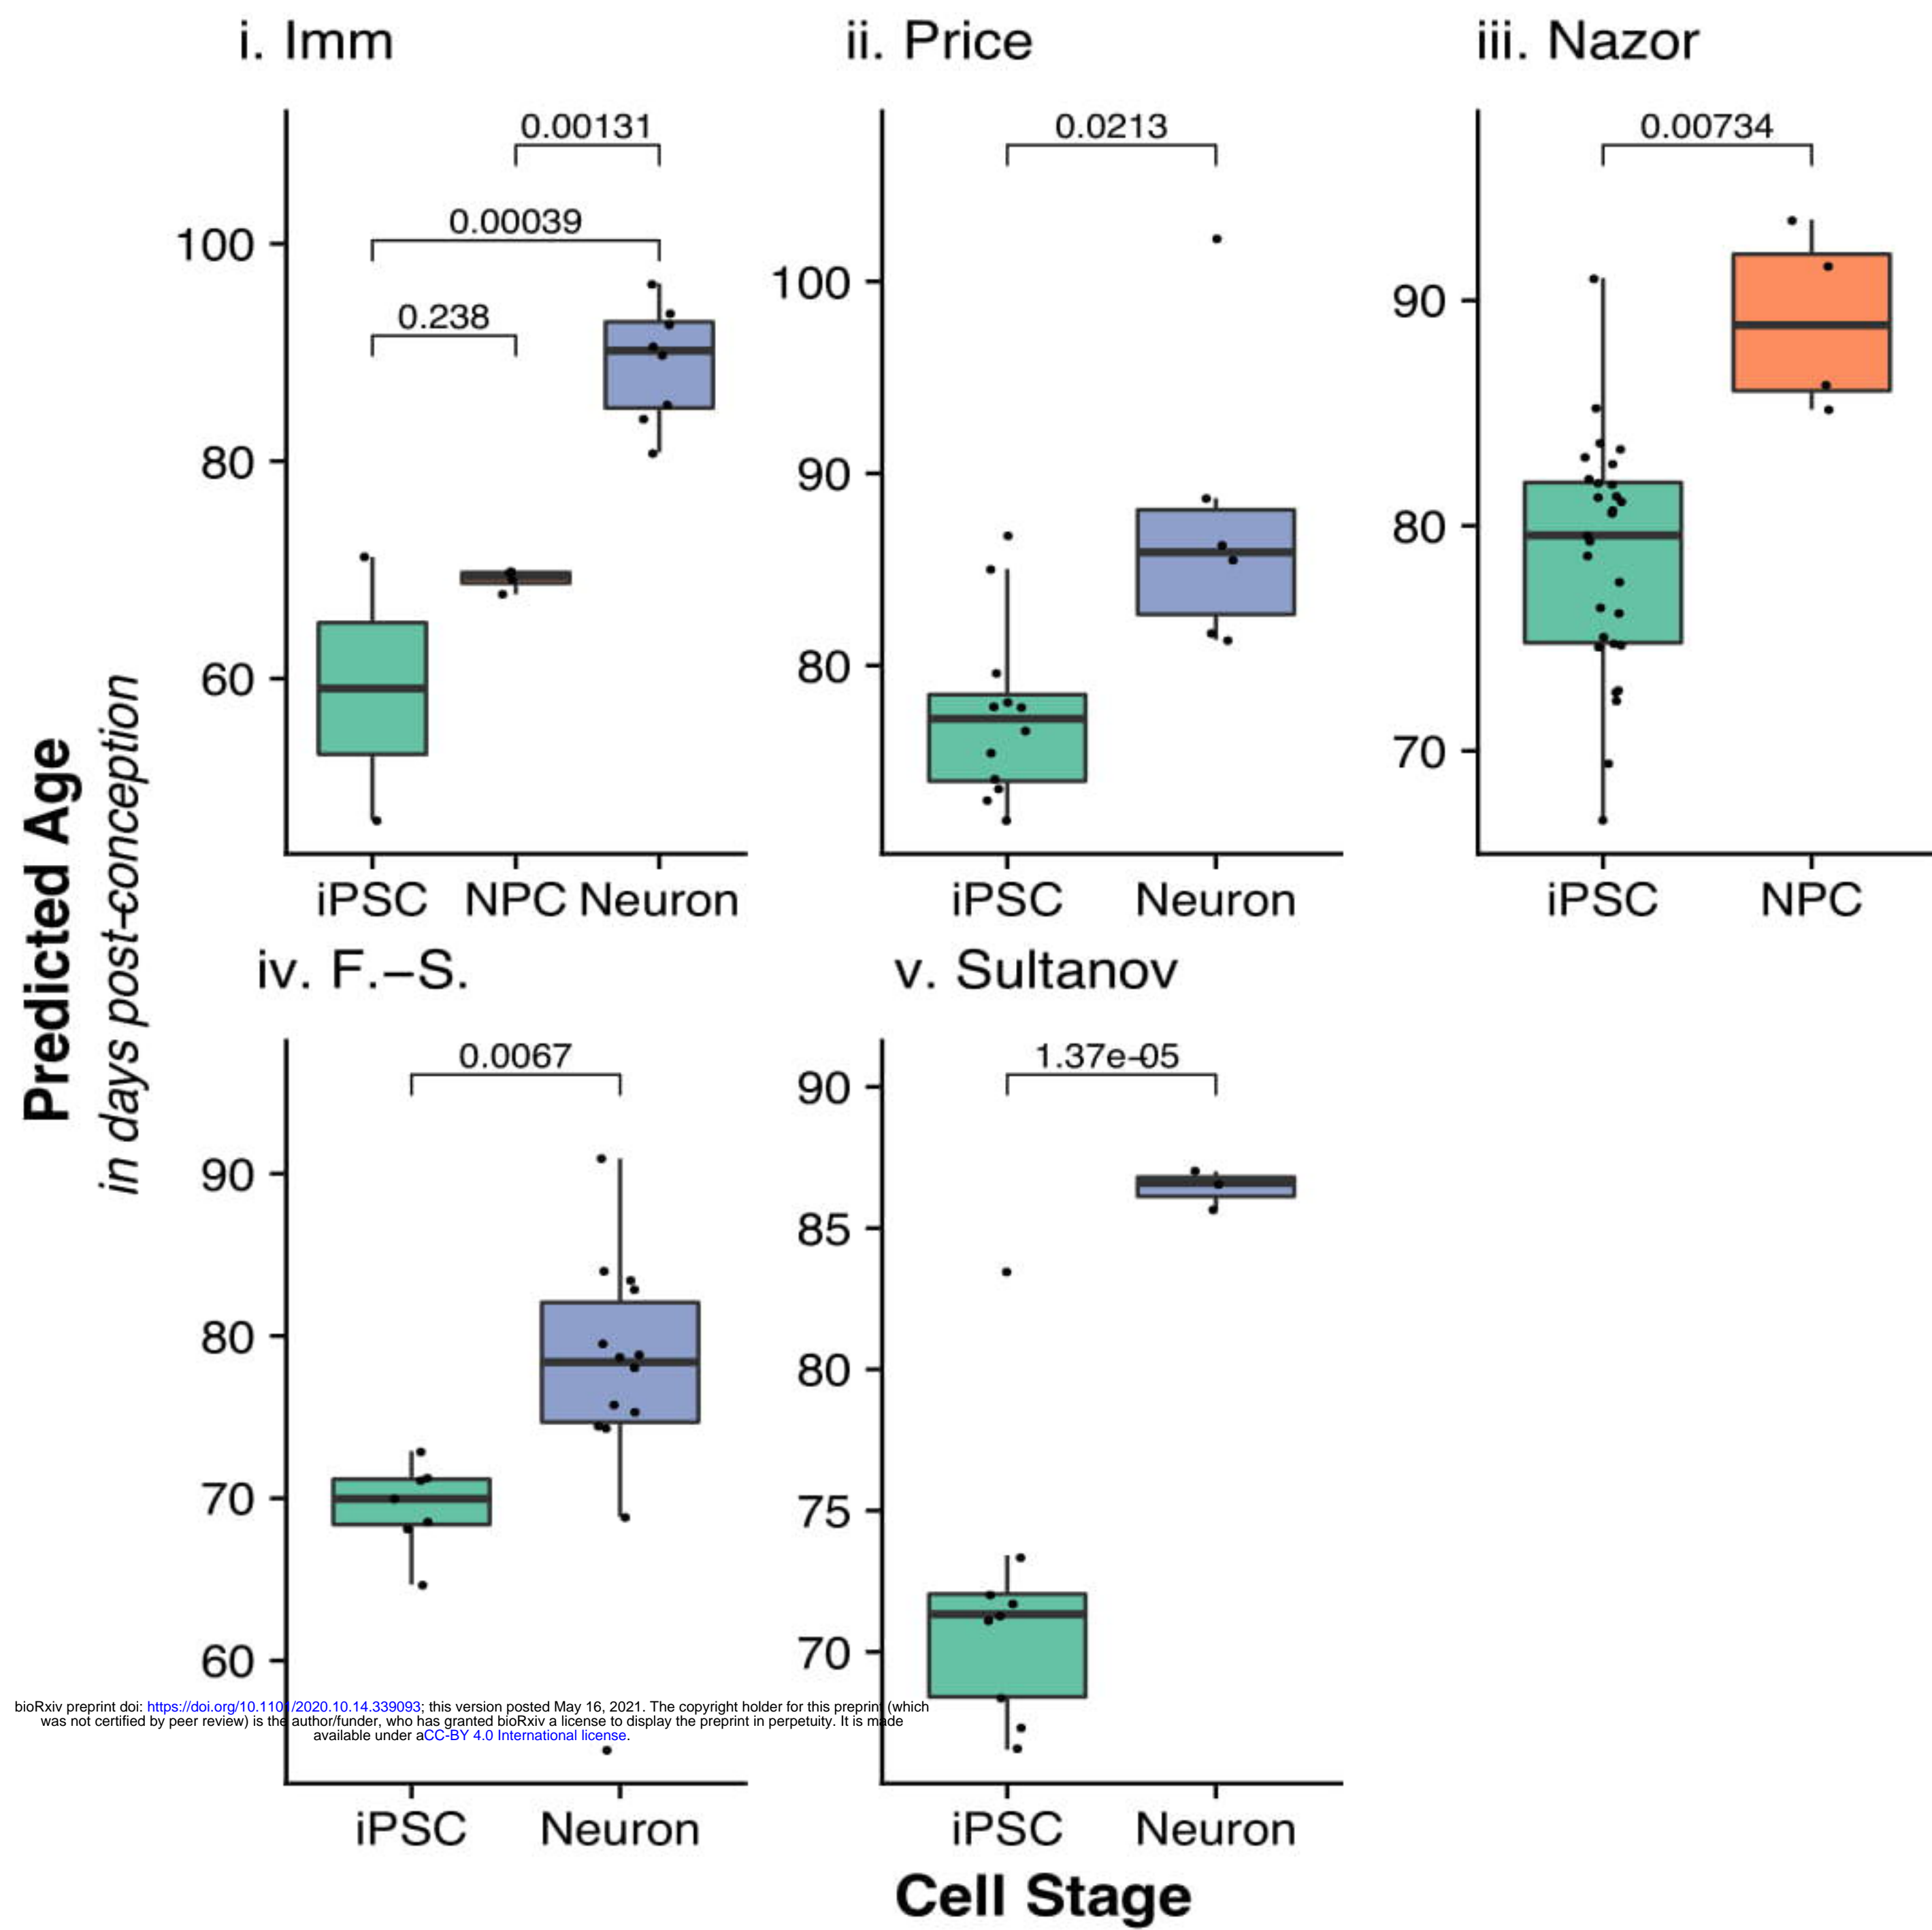 i. Imm
ii. Price
iii. Nazor
0.00131
0.00039
0.238
100
80
60
iPSC NPC Neuron
0.0213
100
90
80
iPSC Neuron
0.00734
90
80
70
iPSC NPC
Predicted Age
in days post-conception
iv. F.–S.
v. Sultanov
0.0067
90
80
70
60
iPSC Neuron
1.37e–05
90
85
80
75
70
iPSC Neuron
Cell Stage
bioRxiv preprint doi: https://doi.org/10.1101/2020.10.14.339093; this version posted May 16, 2021. The copyright holder for this preprint (which
was not certified by peer review) is the author/funder, who has granted bioRxiv a license to display the preprint in perpetuity. It is made
available under aCC-BY 4.0 International license.